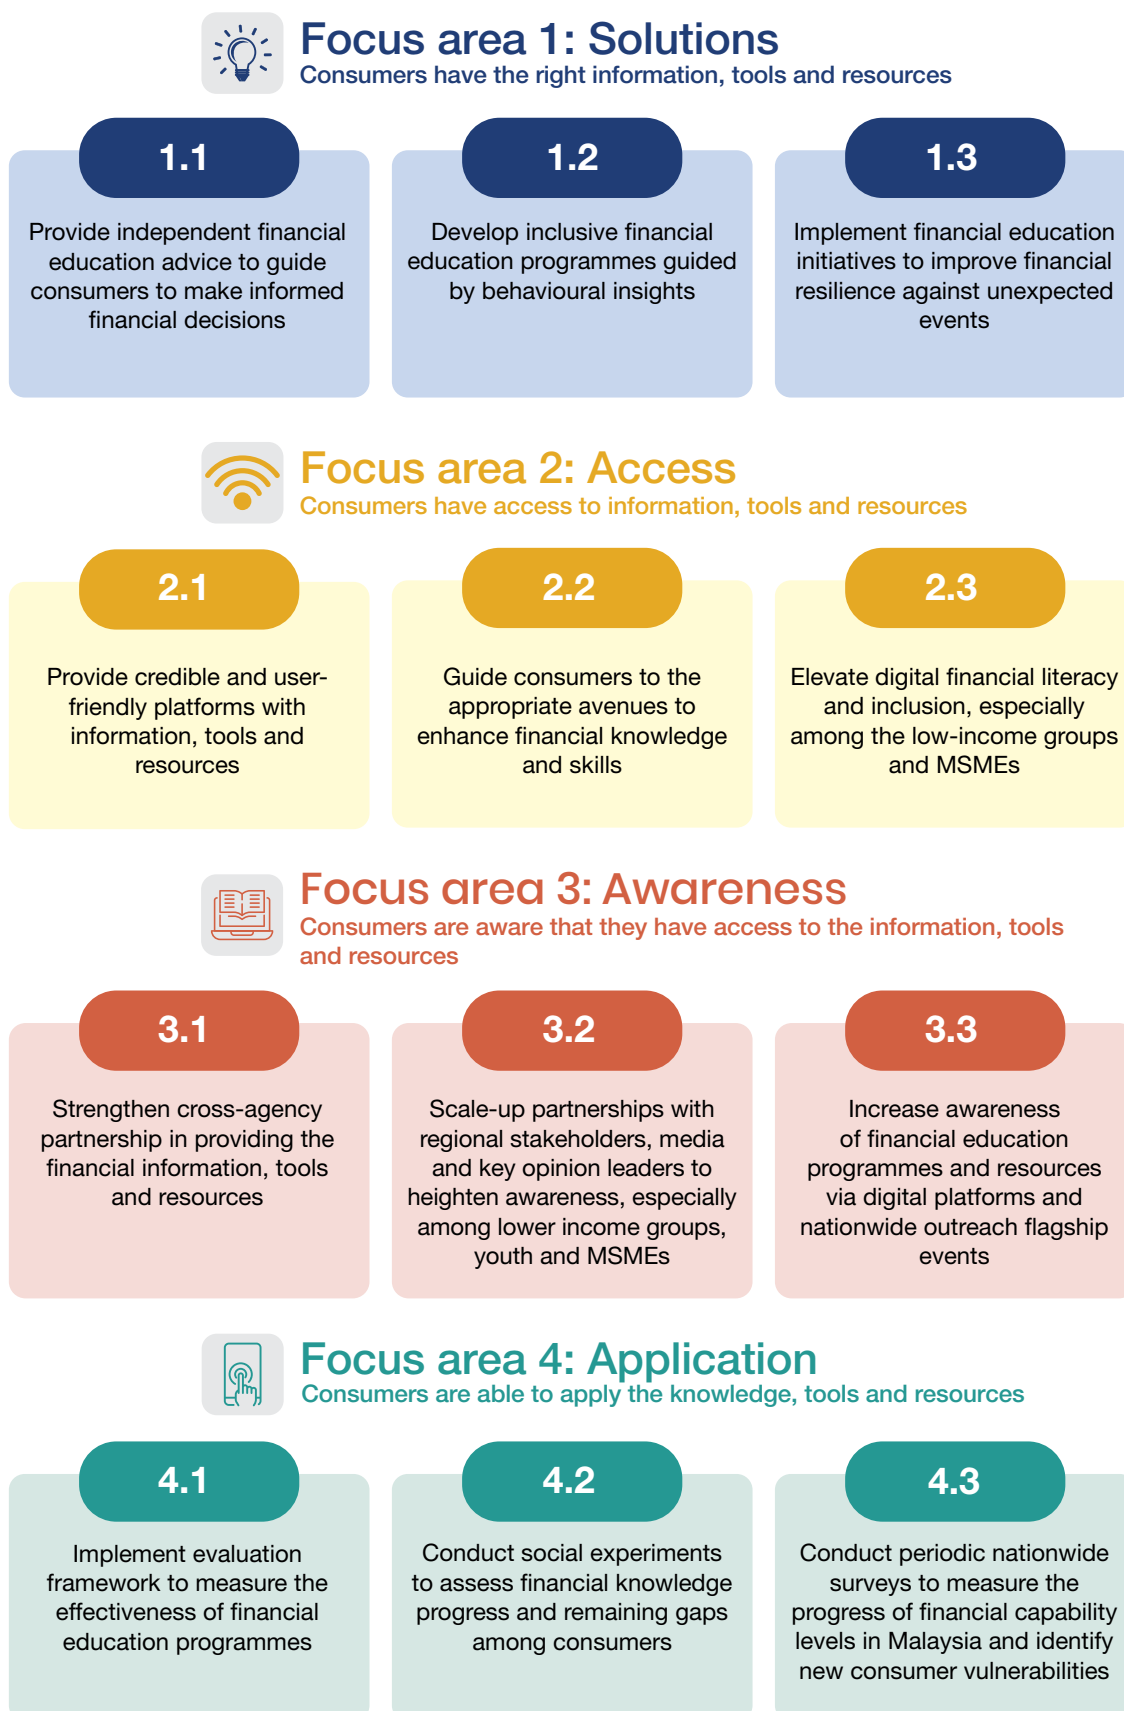 Focus area 1: Solutions
Consumers have the right information, tools and resources
1.1
Provide independent financial
education advice to guide
consumers to make informed
financial decisions
1.2
Develop inclusive financial
education programmes guided
by behavioural insights
1.3
Implement financial education
initiatives to improve financial
resilience against unexpected
events
Focus area 2: Access
Consumers have access to information, tools and resources
2.1
Provide credible and user-
friendly platforms with
information, tools and
resources
2.2
Guide consumers to the
appropriate avenues to
enhance financial knowledge
and skills
2.3
Elevate digital financial literacy
and inclusion, especially
among the low-income groups
and MSMEs
Focus area 3: Awareness
Consumers are aware that they have access to the information, tools
and resources
3.1
Strengthen cross-agency
partnership in providing the
financial information, tools
and resources
3.2
Scale-up partnerships with
regional stakeholders, media
and key opinion leaders to
heighten awareness, especially
among lower income groups,
youth and MSMEs
3.3
Increase awareness
of financial education
programmes and resources
via digital platforms and
nationwide outreach flagship
events
Focus area 4: Application
Consumers are able to apply the knowledge, tools and resources
4.1
Implement evaluation
framework to measure the
effectiveness of financial
education programmes
4.2
Conduct social experiments
to assess financial knowledge
progress and remaining gaps
among consumers
4.3
Conduct periodic nationwide
surveys to measure the
progress of financial capability
levels in Malaysia and identify
new consumer vulnerabilities